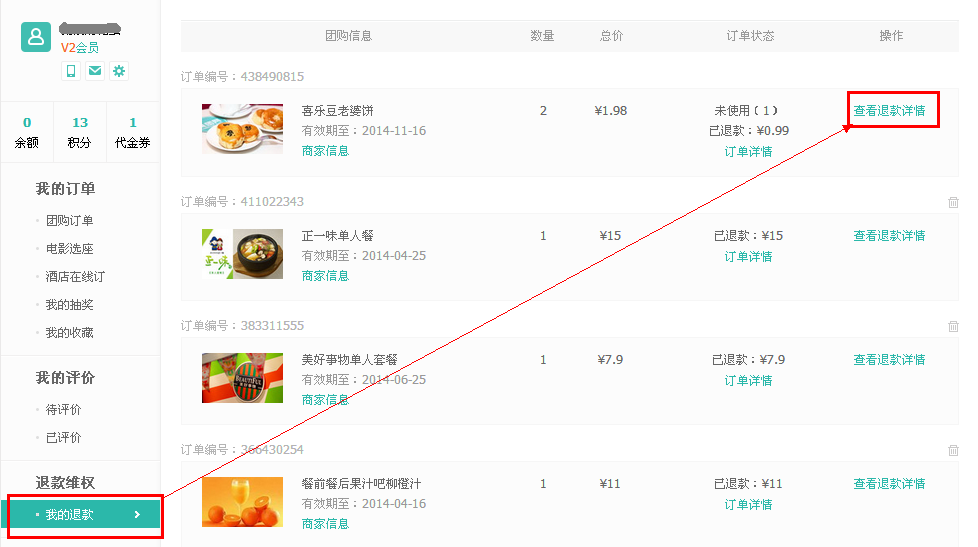 V2会员
0
13
1
余额
积分
代金券
我的订单
团购订单
电影选座
酒店在线订
我的抽奖
我的收藏
我的评价
待评价
已评价
退款维权
我的退款
团购信息 数量 总价 订单状态 操作
订单编号：438490815
喜乐豆老婆饼 2 ¥1.98 未使用（1） 查看退款详情
有效期至：2014-11-16 已退款：¥0.99
商家信息 订单详情
订单编号：411022343
正一味单人餐 1 ¥15 已退款：¥15 查看退款详情
有效期至：2014-04-25 订单详情
商家信息
正一味
订单编号：383311555
美好事物单人套餐 1 ¥7.9 已退款：¥7.9 查看退款详情
有效期至：2014-06-25 订单详情
商家信息
BEAUTIFUL
订单编号：366430254
餐前餐后果汁吧柳橙汁 1 ¥11 已退款：¥11 查看退款详情
有效期至：2014-04-16 订单详情
商家信息